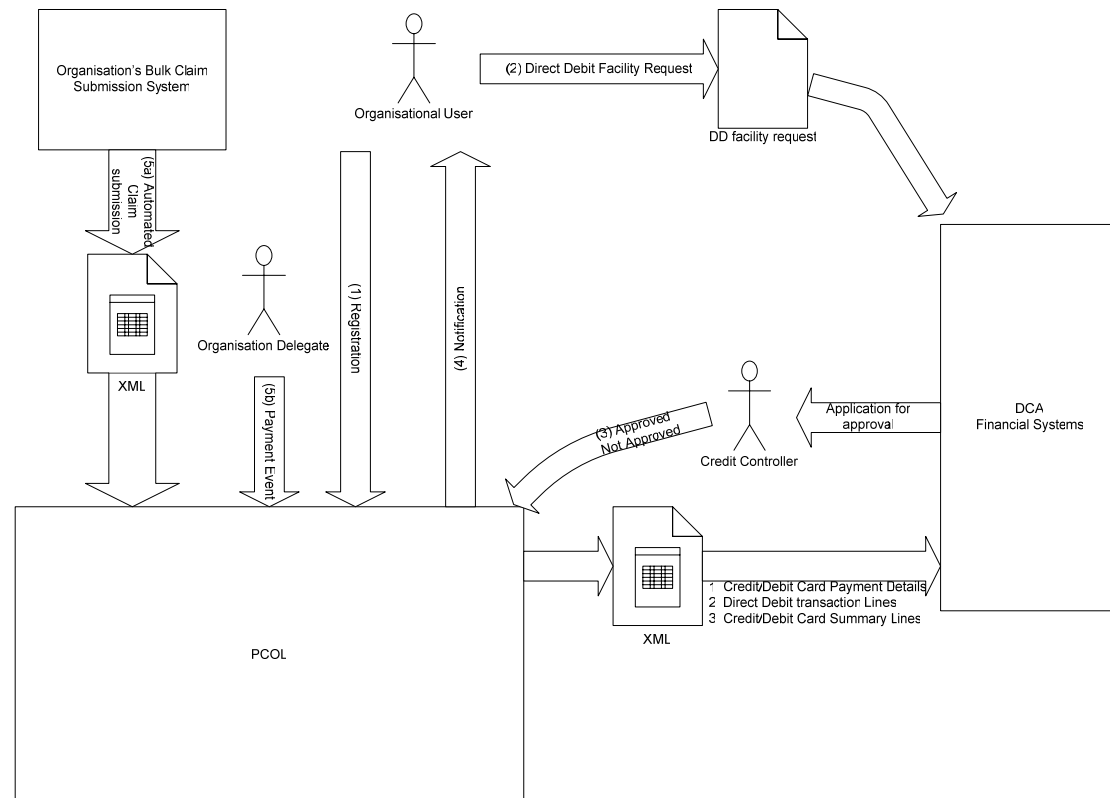 Organisation's Bulk Claim
Submission System
Organisational User
(2) Direct Debit Facility Request
DD facility request
(5a) Automated
Claim
submission
XML
Organisation Delegate
(5b) Payment Event
(1) Registration
(4) Notification
(3) Approved
Not Approved
Credit Controller
Application for
approval
DCA
Financial Systems
PCOL
XML
1 Credit/Debit Card Payment Details
2 Direct Debit transaction Lines
3 Credit/Debit Card Summary Lines